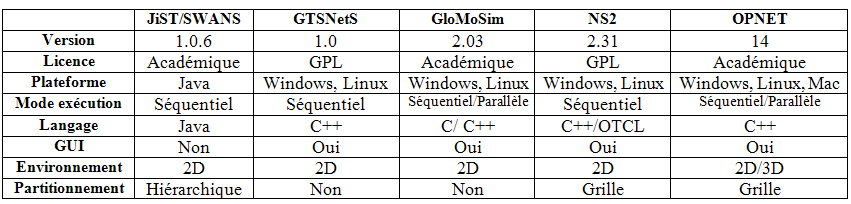 JiST/SWANS GTSNetS GloMoSim NS2 OPNET
Version 1.0.6 1.0 2.03 2.31 14
Licence Académique GPL Académique GPL Académique
Plateforme Java Windows, Linux Windows, Linux Windows, Linux Windows, Linux, Mac
Mode exécution Séquentiel Séquentiel Séquentiel/Parallèle Séquentiel Séquentiel/Parallèle
Langage Java C++ C/ C++ C++/OTCL C++
GUI Non Oui Oui Oui Oui
Environnement 2D 2D 2D 2D 2D/3D
Partitionnement Hiérarchique Non Non Grille Grille